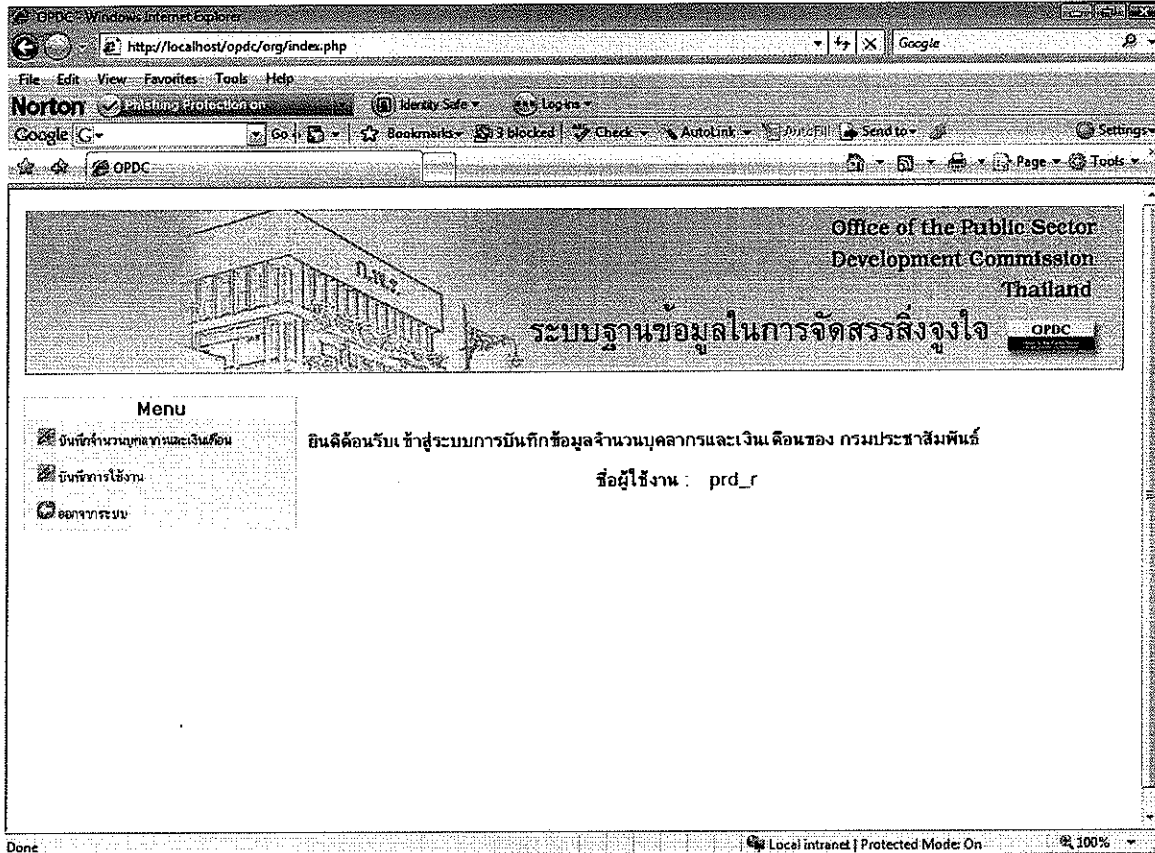 OPDC - Windows Internet Explorer
http://localhost/opdc/org/index.php
Google
File Edit View Favorites Tools Help
Norton Phishing Protection on Identity Safe Log-ins
Google G Go Bookmarks 3 blocked Check AutoLink AutoFill Send to Settings
OPDC Page Tools
Office of the Public Sector
Development Commission
Thailand
ก.พ.ร.
ระบบฐานข้อมูลในการจัดสรรสิ่งจูงใจ OPDC
Menu
บันทึกจำนวนบุคลากรและเงินเดือน
บันทึกการใช้งาน
ออกจากระบบ
ยินดีต้อนรับเข้าสู่ระบบการบันทึกข้อมูลจำนวนบุคลากรและเงินเดือนของ กรมประชาสัมพันธ์
ชื่อผู้ใช้งาน : prd_r
Done Local intranet | Protected Mode: On 100%